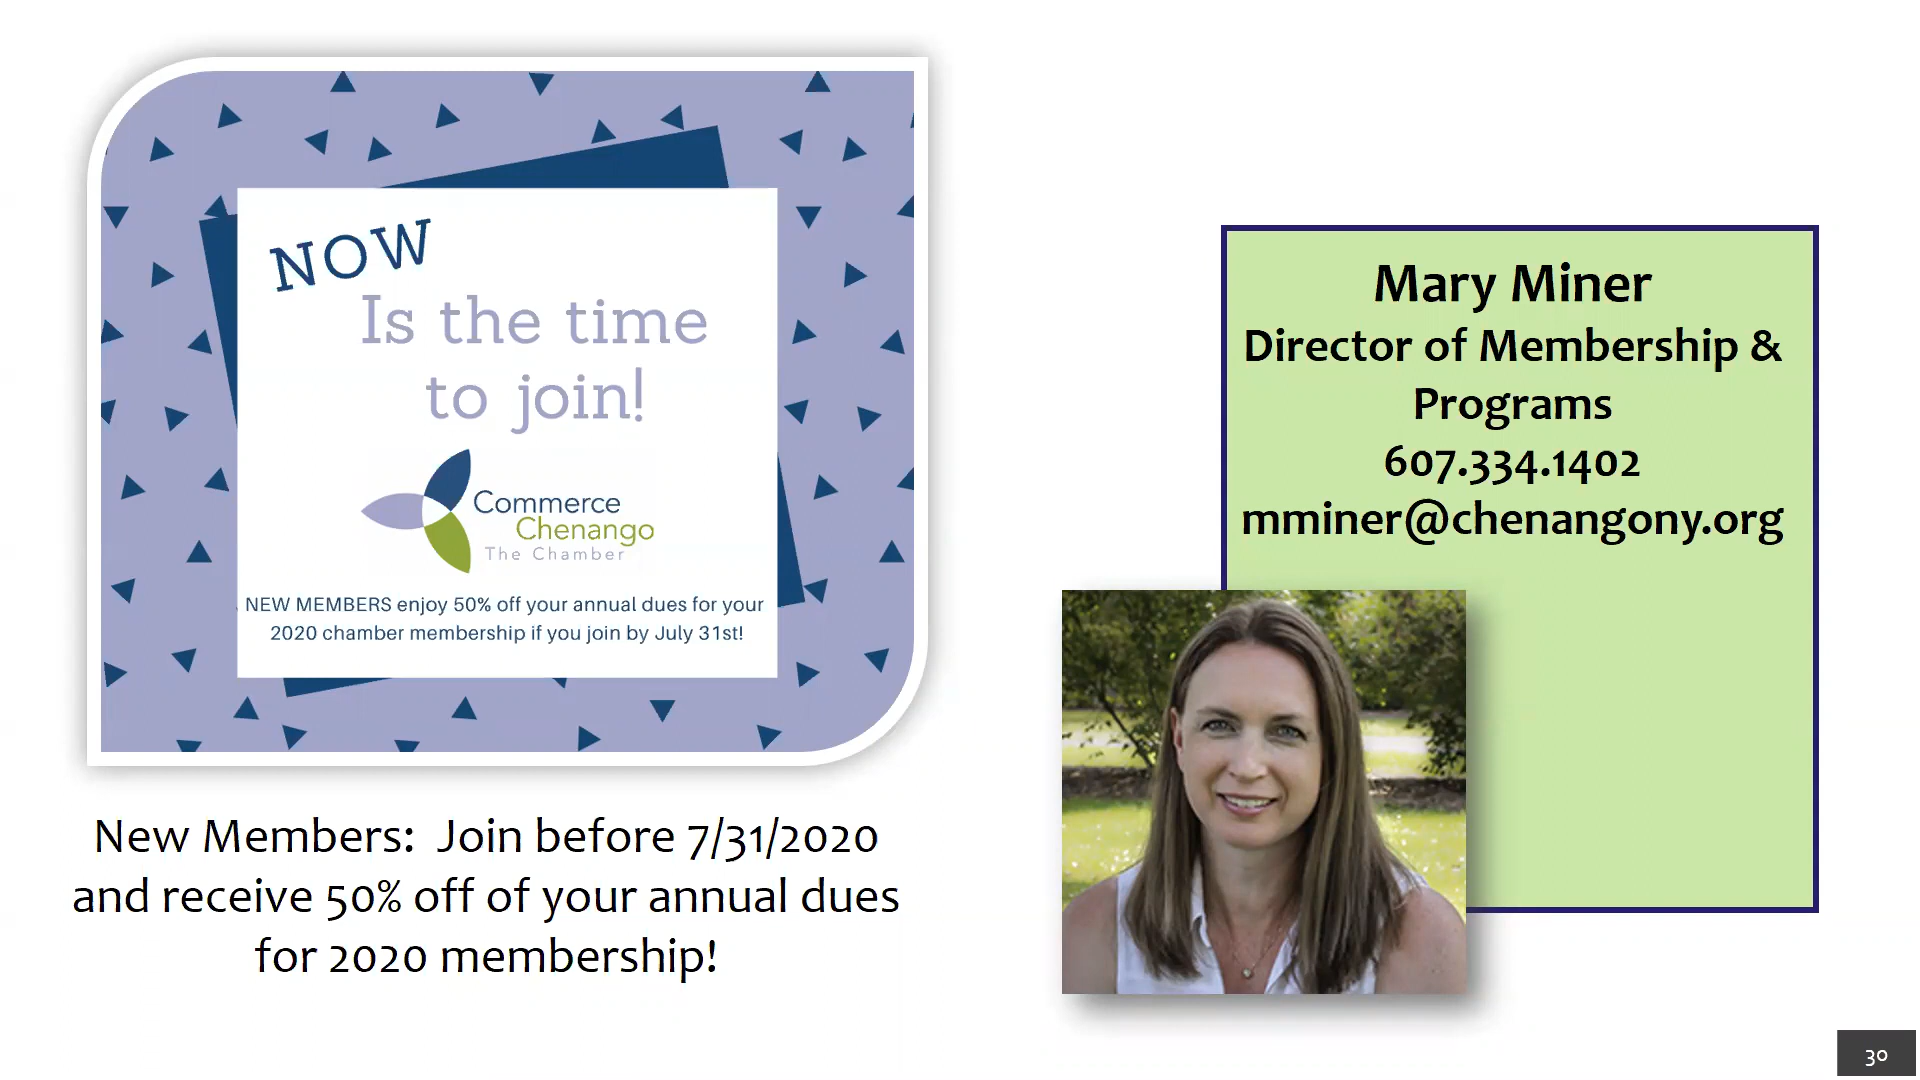 NOW
Is the time
to join!
Commerce
Chenango
The Chamber
NEW MEMBERS enjoy 50% off your annual dues for your
2020 chamber membership if you join by July 31st!
New Members:  Join before 7/31/2020
and receive 50% off of your annual dues
for 2020 membership!
Mary Miner
Director of Membership &
Programs
607.334.1402
mminer@chenangony.org
30